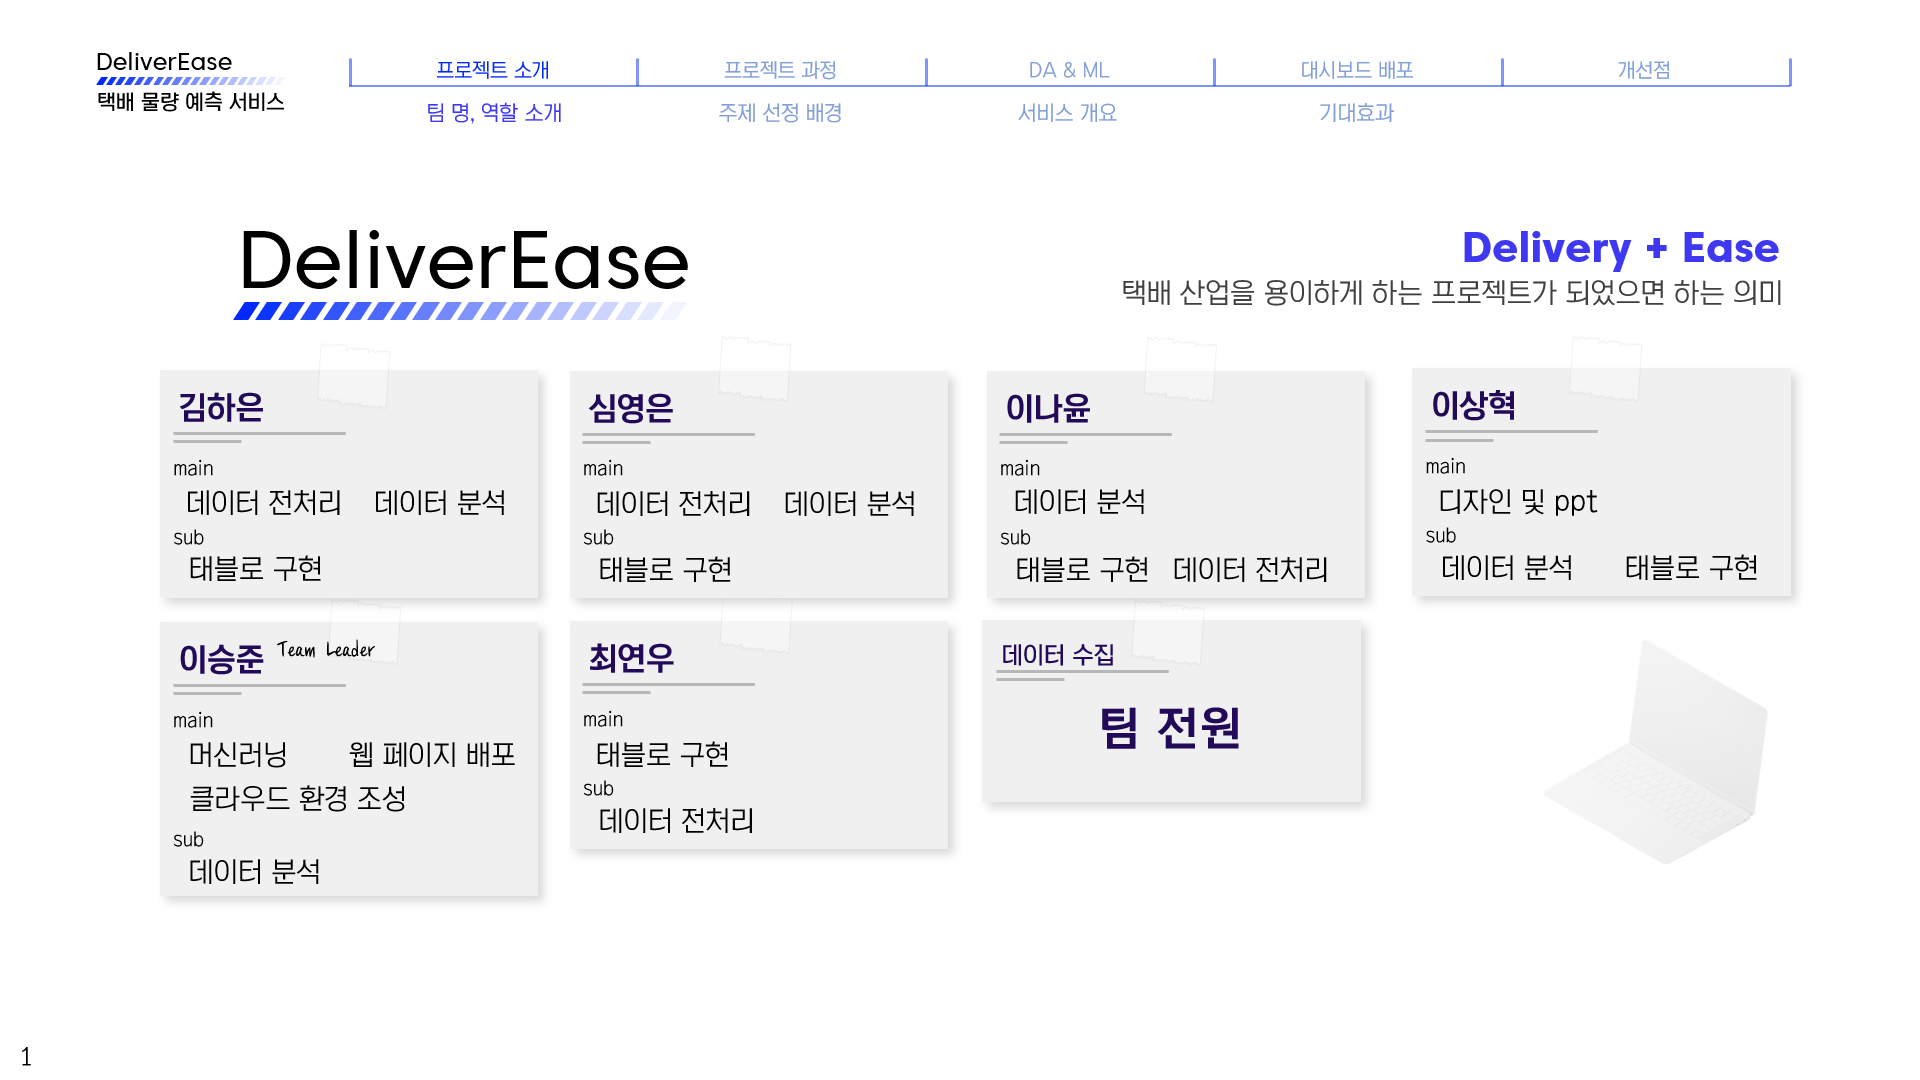 DeliverEase
택배 물량 예측 서비스
프로젝트 소개
프로젝트 과정
DA & ML
대시보드 배포
개선점
팀 명, 역할 소개
주제 선정 배경
서비스 개요
기대효과
DeliverEase
Delivery + Ease
택배 산업을 용이하게 하는 프로젝트가 되었으면 하는 의미
김하은
main
데이터 전처리 데이터 분석
sub
태블로 구현
심영은
main
데이터 전처리 데이터 분석
sub
태블로 구현
이나윤
main
데이터 분석
sub
태블로 구현 데이터 전처리
이상혁
main
디자인 및 ppt
sub
데이터 분석 태블로 구현
이승준 Team Leader
main
머신러닝 웹 페이지 배포
클라우드 환경 조성
sub
데이터 분석
최연우
main
태블로 구현
sub
데이터 전처리
데이터 수집
팀 전원
1